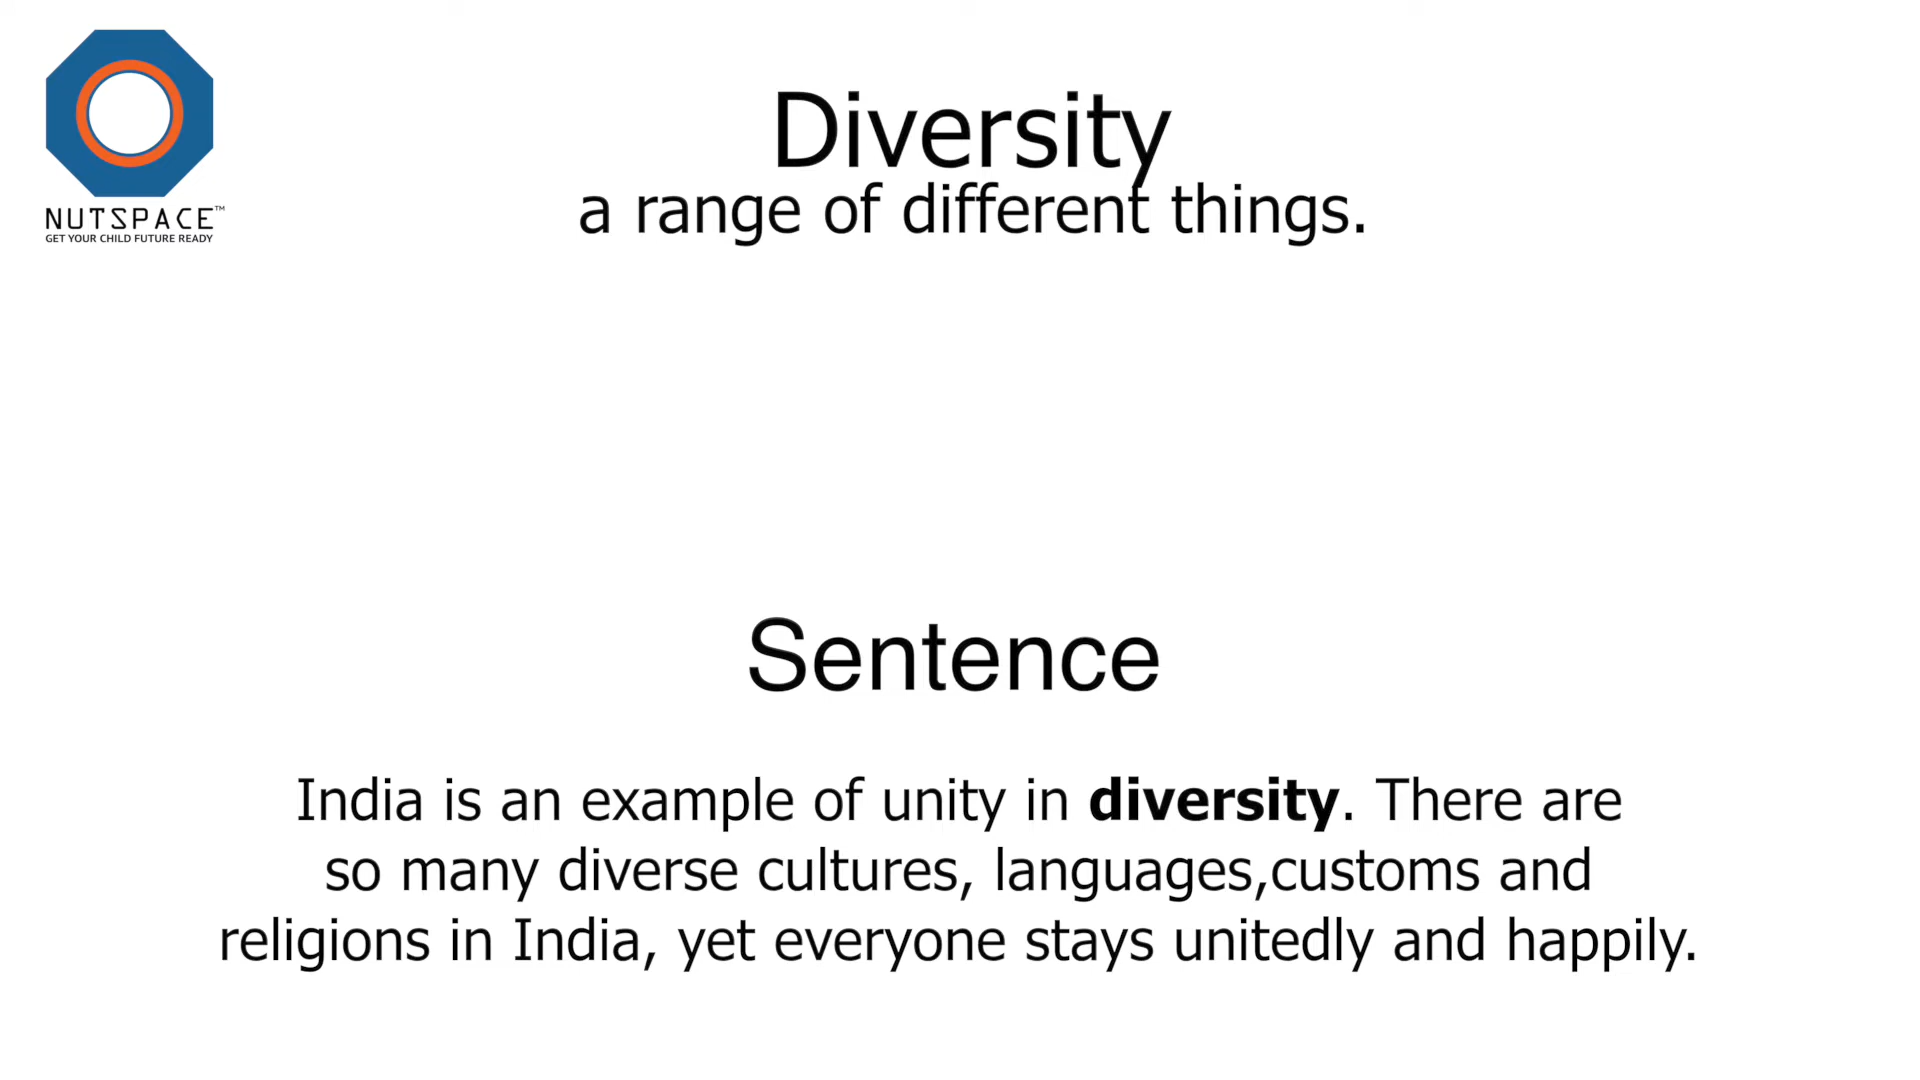 NUTSPACE™
GET YOUR CHILD FUTURE READY
Diversity
a range of different things.
Sentence
India is an example of unity in diversity. There are
so many diverse cultures, languages,customs and
religions in India, yet everyone stays unitedly and happily.